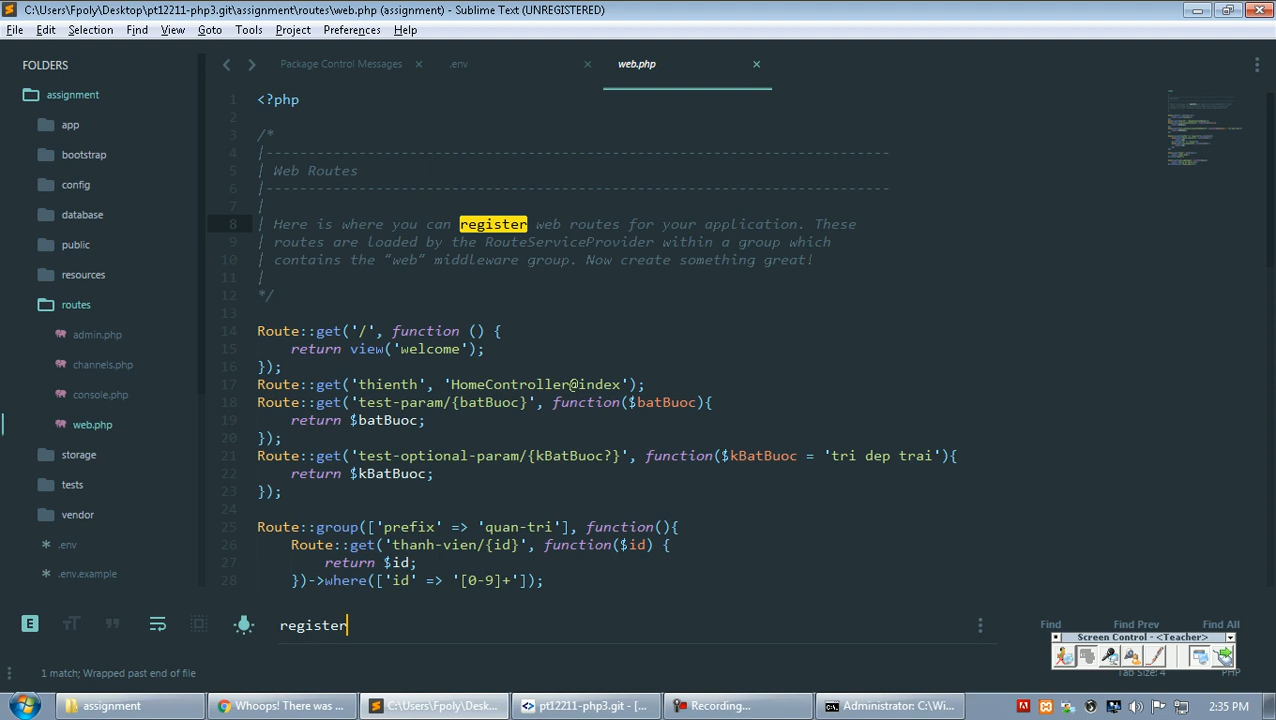 C:\Users\Fpoly\Desktop\pt12211-php3.git\assignment\routes\web.php (assignment) - Sublime Text (UNREGISTERED)
File Edit Selection Find View Goto Tools Project Preferences Help
FOLDERS
assignment
app
bootstrap
config
database
public
resources
routes
admin.php
channels.php
console.php
web.php
storage
tests
vendor
.env
.env.example
Package Control Messages × .env × web.php ×
1 <?php
2
3 /*
4 |--------------------------------------------------------------------------
5 | Web Routes
6 |--------------------------------------------------------------------------
7 |
8 | Here is where you can register web routes for your application. These
9 | routes are loaded by the RouteServiceProvider within a group which
10 | contains the "web" middleware group. Now create something great!
11 |
12 */
13
14 Route::get('/', function () {
15     return view('welcome');
16 });
17 Route::get('thienth', 'HomeController@index');
18 Route::get('test-param/{batBuoc}', function($batBuoc){
19     return $batBuoc;
20 });
21 Route::get('test-optional-param/{kBatBuoc?}', function($kBatBuoc = 'tri dep trai'){
22     return $kBatBuoc;
23 });
24
25 Route::group(['prefix' => 'quan-tri'], function(){
26     Route::get('thanh-vien/{id}', function($id) {
27         return $id;
28     })->where(['id' => '[0-9]+']);
E register Find Find Prev Find All
Screen Control - <Teacher>
1 match; Wrapped past end of file Tab Size: 4 PHP
assignment Whoops! There was ... C:\Users\Fpoly\Desk... pt12211-php3.git - [... Recording... Administrator: C:\Wi... 2:35 PM